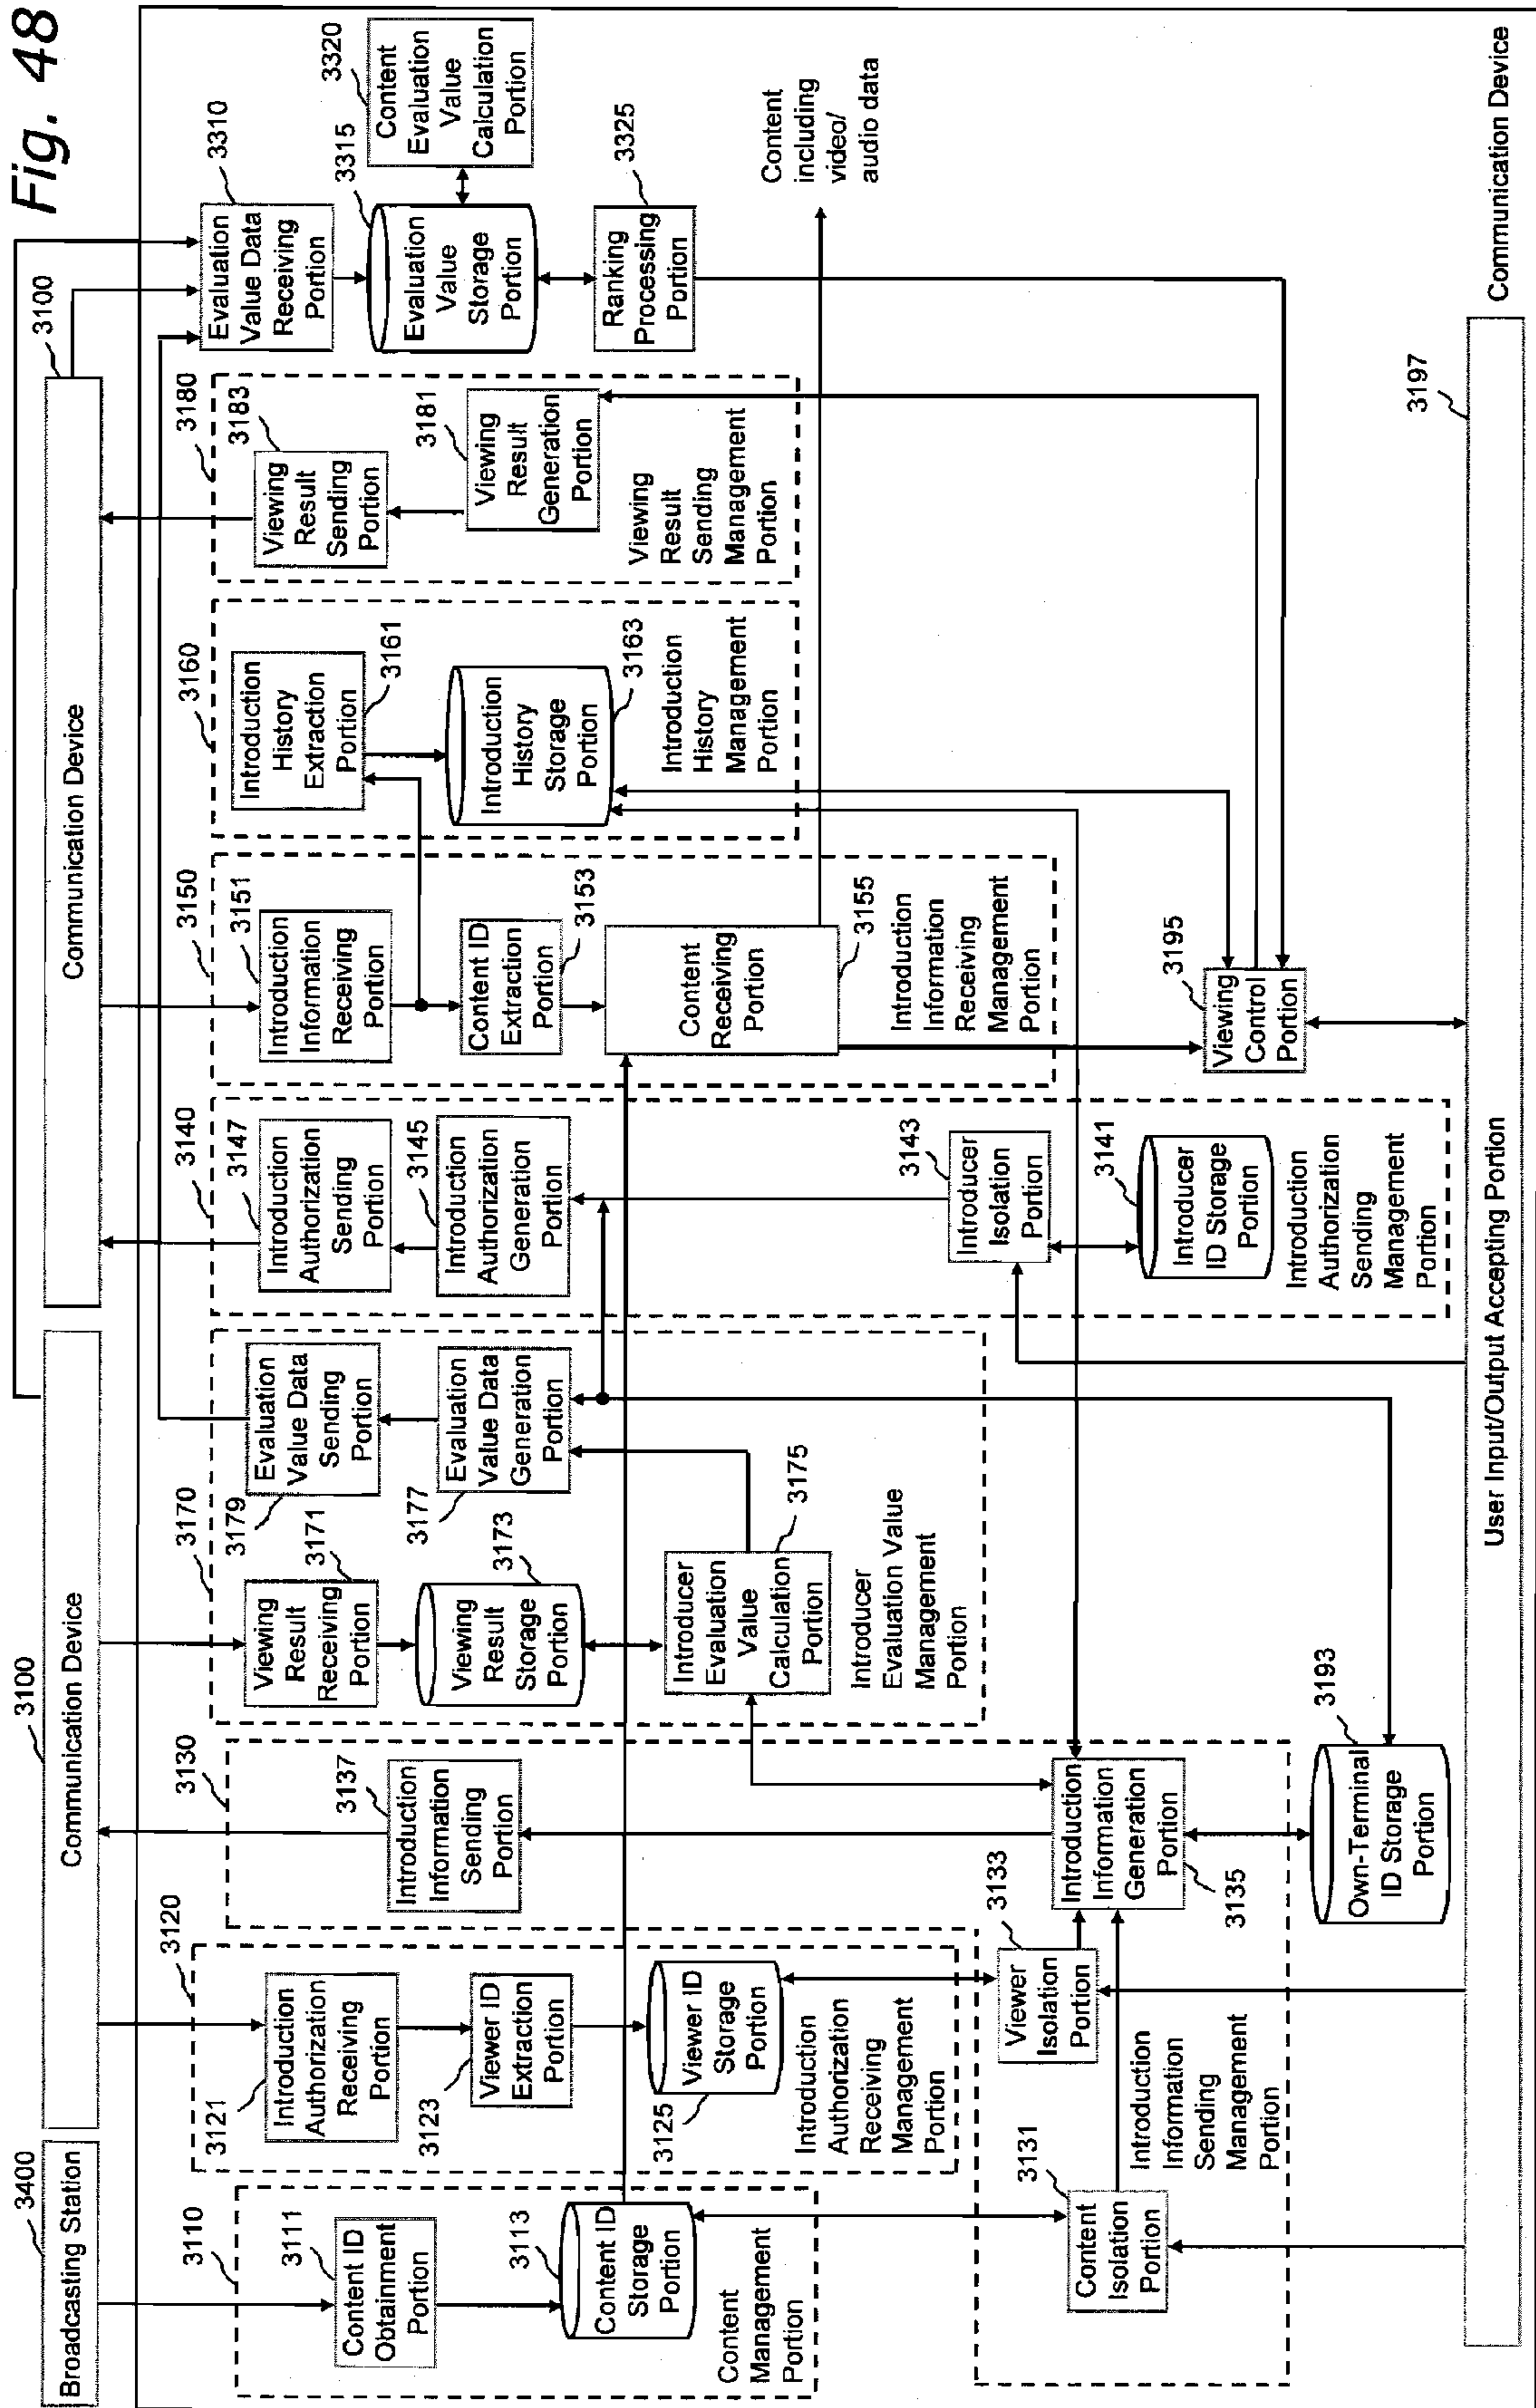 Fig. 48
3400
Broadcasting Station
3100
Communication Device
3100
Communication Device
3110
3111
Content ID
Obtainment
Portion
3113
Content ID
Storage
Portion
Content
Management
Portion
3120
3121
Introduction
Authorization
Receiving
Portion
3123
Viewer ID
Extraction
Portion
3125
Viewer ID
Storage
Portion
Introduction
Authorization
Receiving
Management
Portion
3130
3137
Introduction
Information
Sending
Portion
3133
Viewer
Isolation
Portion
3131
Content
Isolation
Portion
Introduction
Information
Generation
Portion
3135
Introduction
Information
Sending
Management
Portion
3193
Own-Terminal
ID Storage
Portion
3170
3171
Viewing
Result
Receiving
Portion
3173
Viewing
Result
Storage
Portion
3175
Introducer
Evaluation
Value
Calculation
Portion
3179
Evaluation
Value Data
Sending
Portion
3177
Evaluation
Value Data
Generation
Portion
Introducer
Evaluation Value
Management
Portion
3140
3147
Introduction
Authorization
Sending
Portion
3145
Introduction
Authorization
Generation
Portion
3143
Introducer
Isolation
Portion
3141
Introducer
ID Storage
Portion
Introduction
Authorization
Sending
Management
Portion
3150
3151
Introduction
Information
Receiving
Portion
3153
Content ID
Extraction
Portion
3155
Content
Receiving
Portion
Introduction
Information
Receiving
Management
Portion
3195
Viewing
Control
Portion
3160
Introduction
History
Extraction
Portion
3161
Introduction
History
Storage
Portion
3163
Introduction
History
Management
Portion
3180
3183
Viewing
Result
Sending
Portion
3181
Viewing
Result
Generation
Portion
Viewing
Result
Sending
Management
Portion
3310
Evaluation
Value Data
Receiving
Portion
3315
Evaluation
Value
Storage
Portion
3320
Content
Evaluation
Value
Calculation
Portion
3325
Ranking
Processing
Portion
Content
including
video/
audio data
3197
User Input/Output Accepting Portion
Communication Device